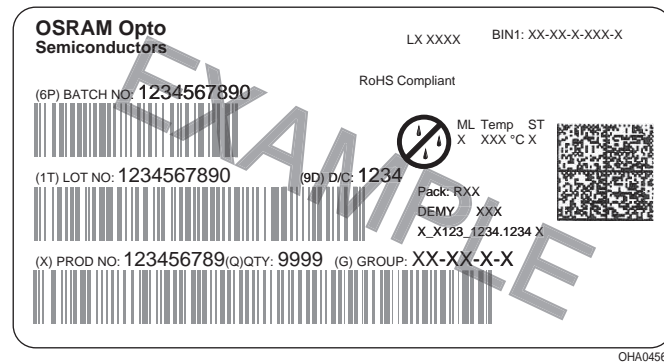 OSRAM Opto
Semiconductors
LX XXXX
BIN1: XX-XX-X-XXX-X
RoHS Compliant
(6P) BATCH NO: 1234567890
ML Temp ST
X XXX °C X
(1T) LOT NO: 1234567890 (9D) D/C: 1234
Pack: RXX
DEMY XXX
X_X123_1234.1234 X
(X) PROD NO: 123456789(Q)QTY: 9999 (G) GROUP: XX-XX-X-X
EXAMPLE
OHA0456